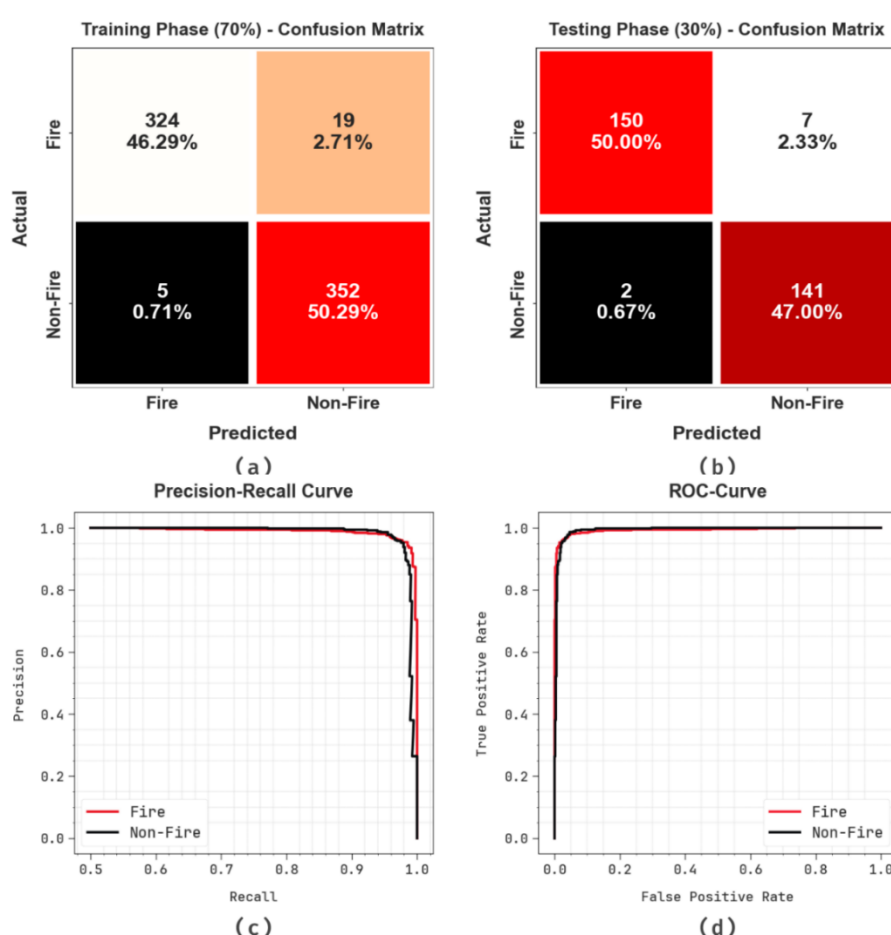 Training Phase (70%) - Confusion Matrix
Actual
Fire
Non-Fire
324
46.29%
19
2.71%
5
0.71%
352
50.29%
Fire
Non-Fire
Predicted
(a)
Testing Phase (30%) - Confusion Matrix
Actual
Fire
Non-Fire
150
50.00%
7
2.33%
2
0.67%
141
47.00%
Fire
Non-Fire
Predicted
(b)
Precision-Recall Curve
Precision
1.0
0.8
0.6
0.4
0.2
0.0
Fire
Non-Fire
0.5
0.6
0.7
0.8
0.9
1.0
Recall
(c)
ROC-Curve
True Positive Rate
1.0
0.8
0.6
0.4
0.2
0.0
Fire
Non-Fire
0.0
0.2
0.4
0.6
0.8
1.0
False Positive Rate
(d)